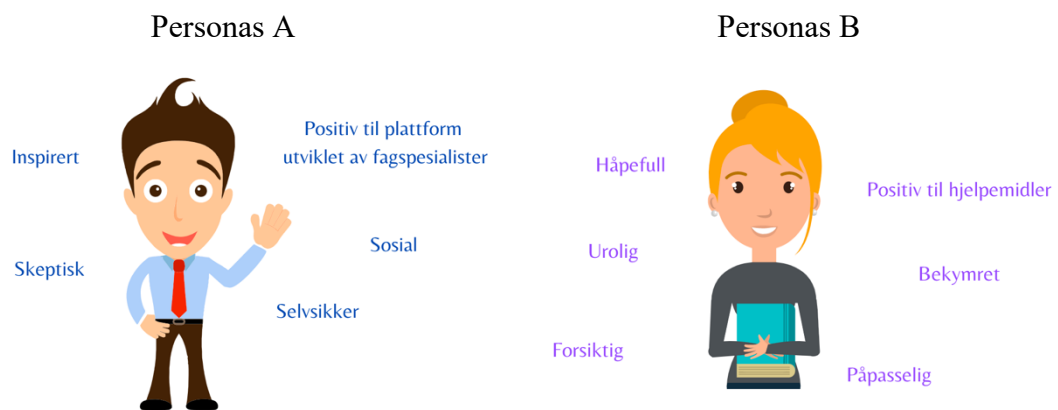 Personas A
Personas B
Inspirert
Positiv til plattform
utviklet av fagspesialister
Skeptisk
Sosial
Selvsikker
Håpefull
Positiv til hjelpemidler
Urolig
Bekymret
Forsiktig
Påpasselig